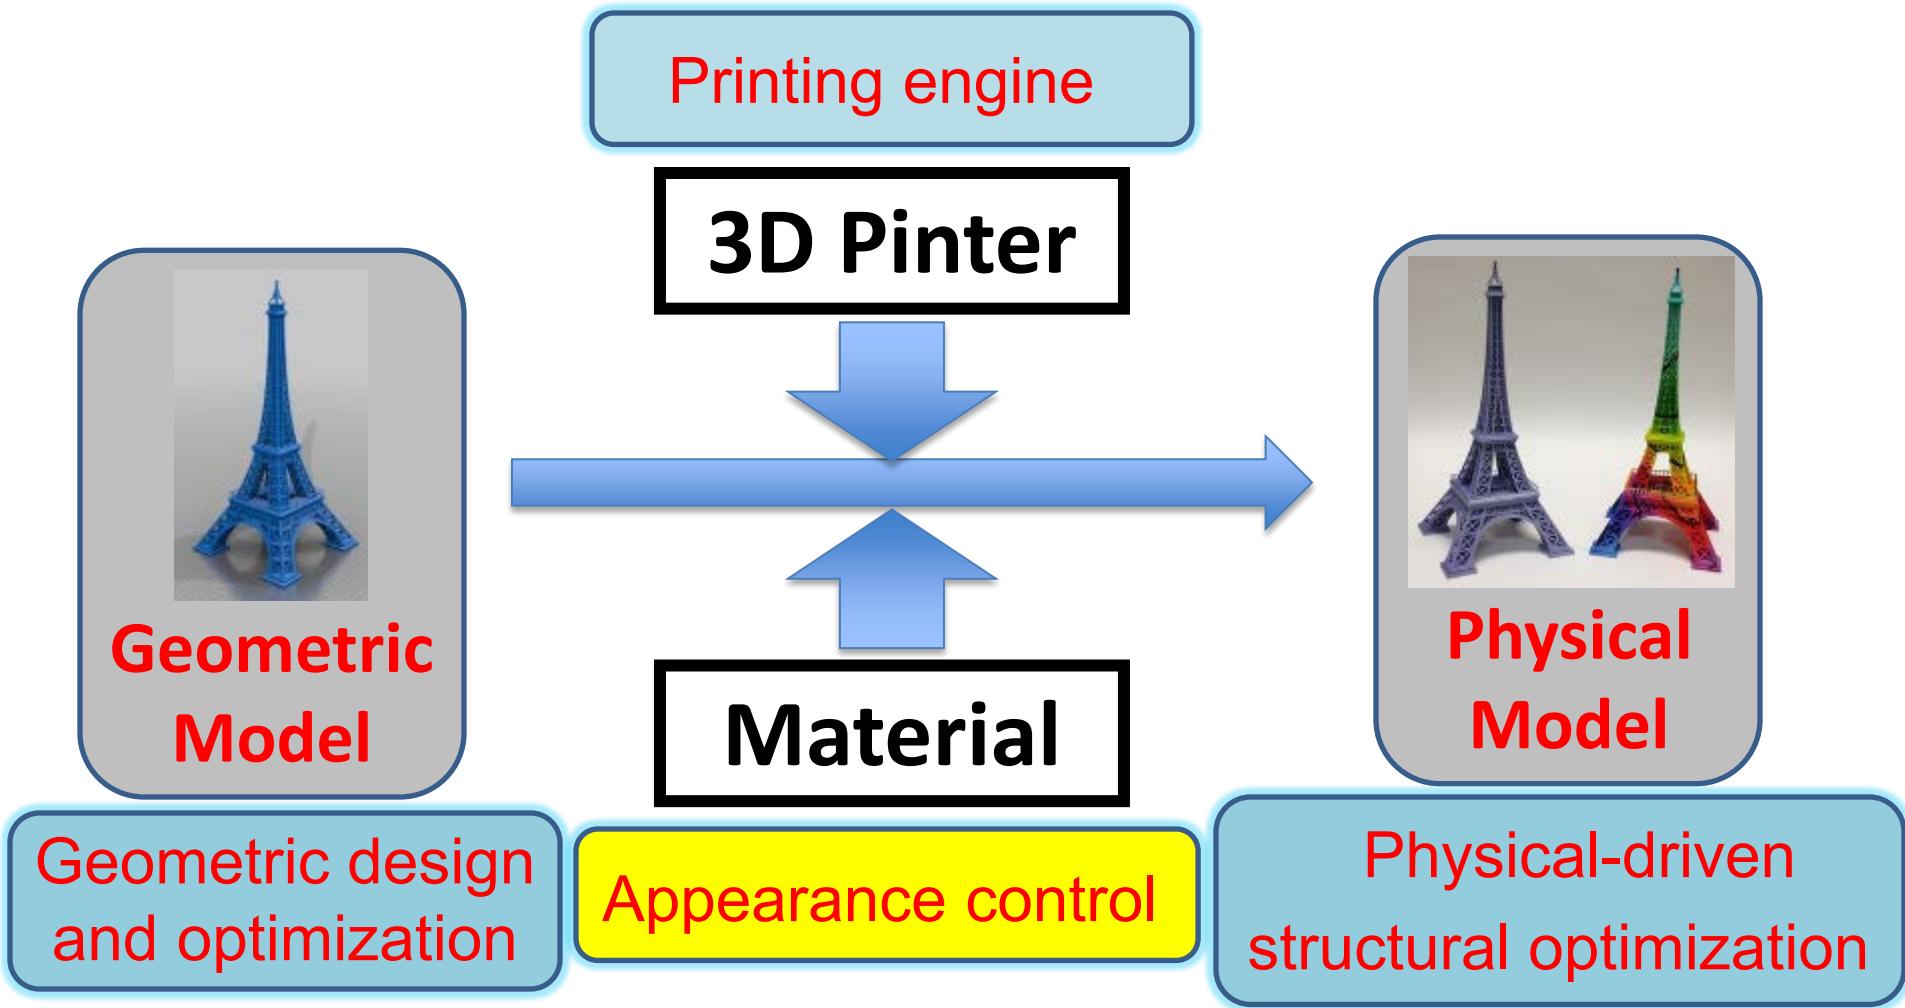 Printing engine
3D Pinter
Geometric
Model
Physical
Model
Material
Geometric design
and optimization
Appearance control
Physical-driven
structural optimization